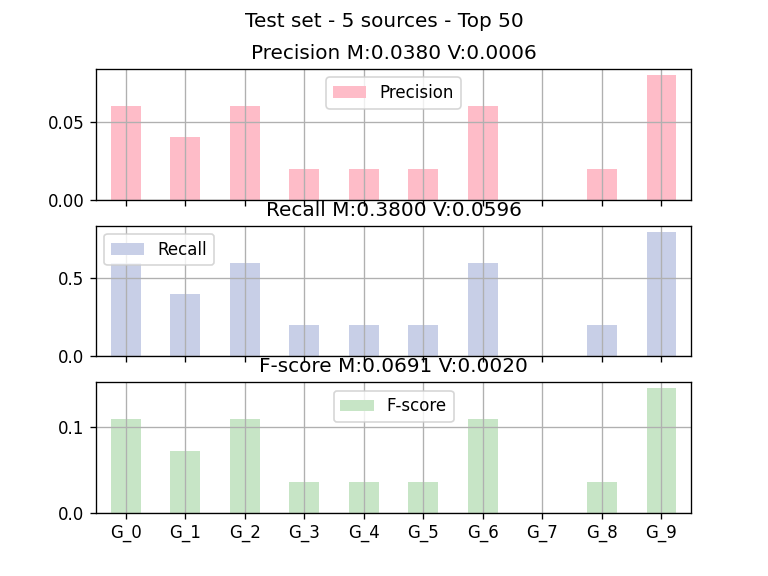 Test set - 5 sources - Top 50
Precision M:0.0380 V:0.0006
Precision
0.05
0.00
Recall M:0.3800 V:0.0596
Recall
0.5
0.0
F-score M:0.0691 V:0.0020
F-score
0.1
0.0
G_0 G_1 G_2 G_3 G_4 G_5 G_6 G_7 G_8 G_9